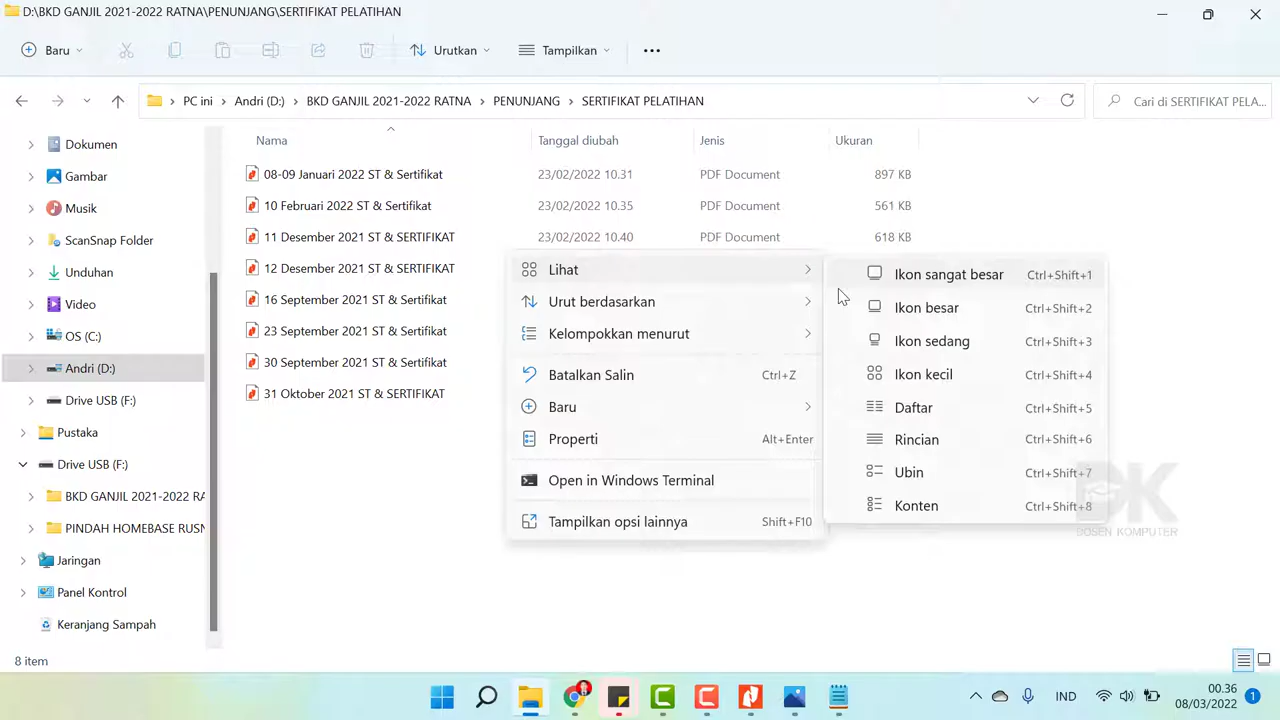 D:\BKD GANJIL 2021-2022 RATNA\PENUNJANG\SERTIFIKAT PELATIHAN
Baru
Urutkan
Tampilkan
PC ini
Andri (D:)
BKD GANJIL 2021-2022 RATNA
PENUNJANG
SERTIFIKAT PELATIHAN
Cari di SERTIFIKAT PELA...
Dokumen
Gambar
Musik
ScanSnap Folder
Unduhan
Video
OS (C:)
Andri (D:)
Drive USB (F:)
Pustaka
Drive USB (F:)
BKD GANJIL 2021-2022 RA
PINDAH HOMEBASE RUSN
Jaringan
Panel Kontrol
Keranjang Sampah
Nama Tanggal diubah Jenis Ukuran
08-09 Januari 2022 ST & Sertifikat 23/02/2022 10.31 PDF Document 897 KB
10 Februari 2022 ST & Sertifikat 23/02/2022 10.35 PDF Document 561 KB
11 Desember 2021 ST & SERTIFIKAT 23/02/2022 10.40 PDF Document 618 KB
12 Desember 2021 ST & SERTIFIKAT
16 September 2021 ST & Sertifikat
23 September 2021 ST & Sertifikat
30 September 2021 ST & Sertifikat
31 Oktober 2021 ST & SERTIFIKAT
Lihat
Urut berdasarkan
Kelompokkan menurut
Batalkan Salin Ctrl+Z
Baru
Properti Alt+Enter
Open in Windows Terminal
Tampilkan opsi lainnya Shift+F10
Ikon sangat besar Ctrl+Shift+1
Ikon besar Ctrl+Shift+2
Ikon sedang Ctrl+Shift+3
Ikon kecil Ctrl+Shift+4
Daftar Ctrl+Shift+5
Rincian Ctrl+Shift+6
Ubin Ctrl+Shift+7
Konten Ctrl+Shift+8
DK
DOSEN KOMPUTER
8 item
IND
00.36
08/03/2022
1